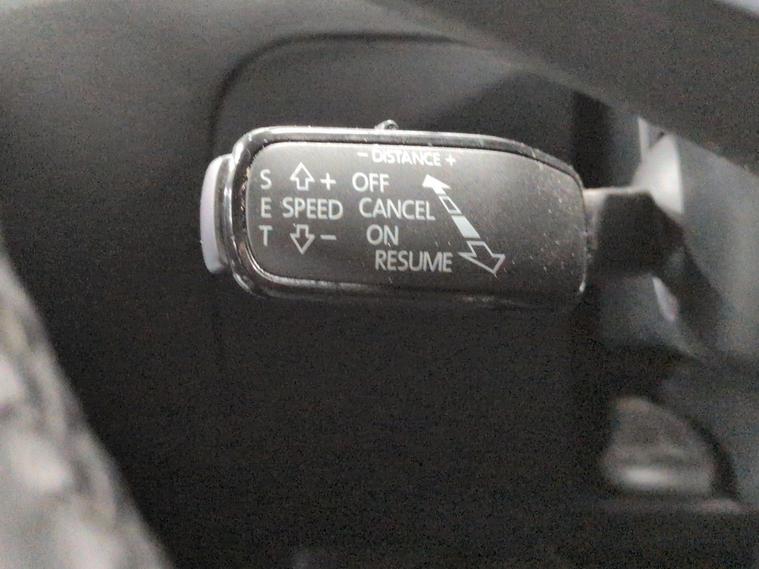 - DISTANCE +
S + OFF
E SPEED CANCEL
T - ON
RESUME